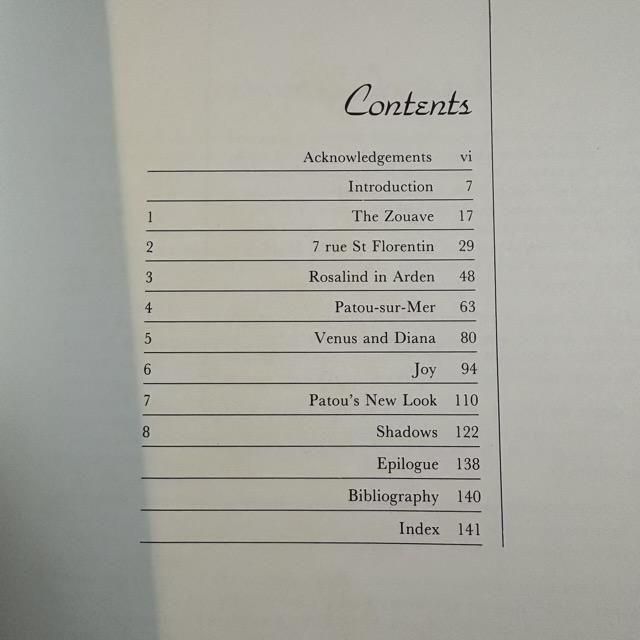 Contents
Acknowledgements vi
Introduction 7
1 The Zouave 17
2 7 rue St Florentin 29
3 Rosalind in Arden 48
4 Patou-sur-Mer 63
5 Venus and Diana 80
6 Joy 94
7 Patou's New Look 110
8 Shadows 122
Epilogue 138
Bibliography 140
Index 141